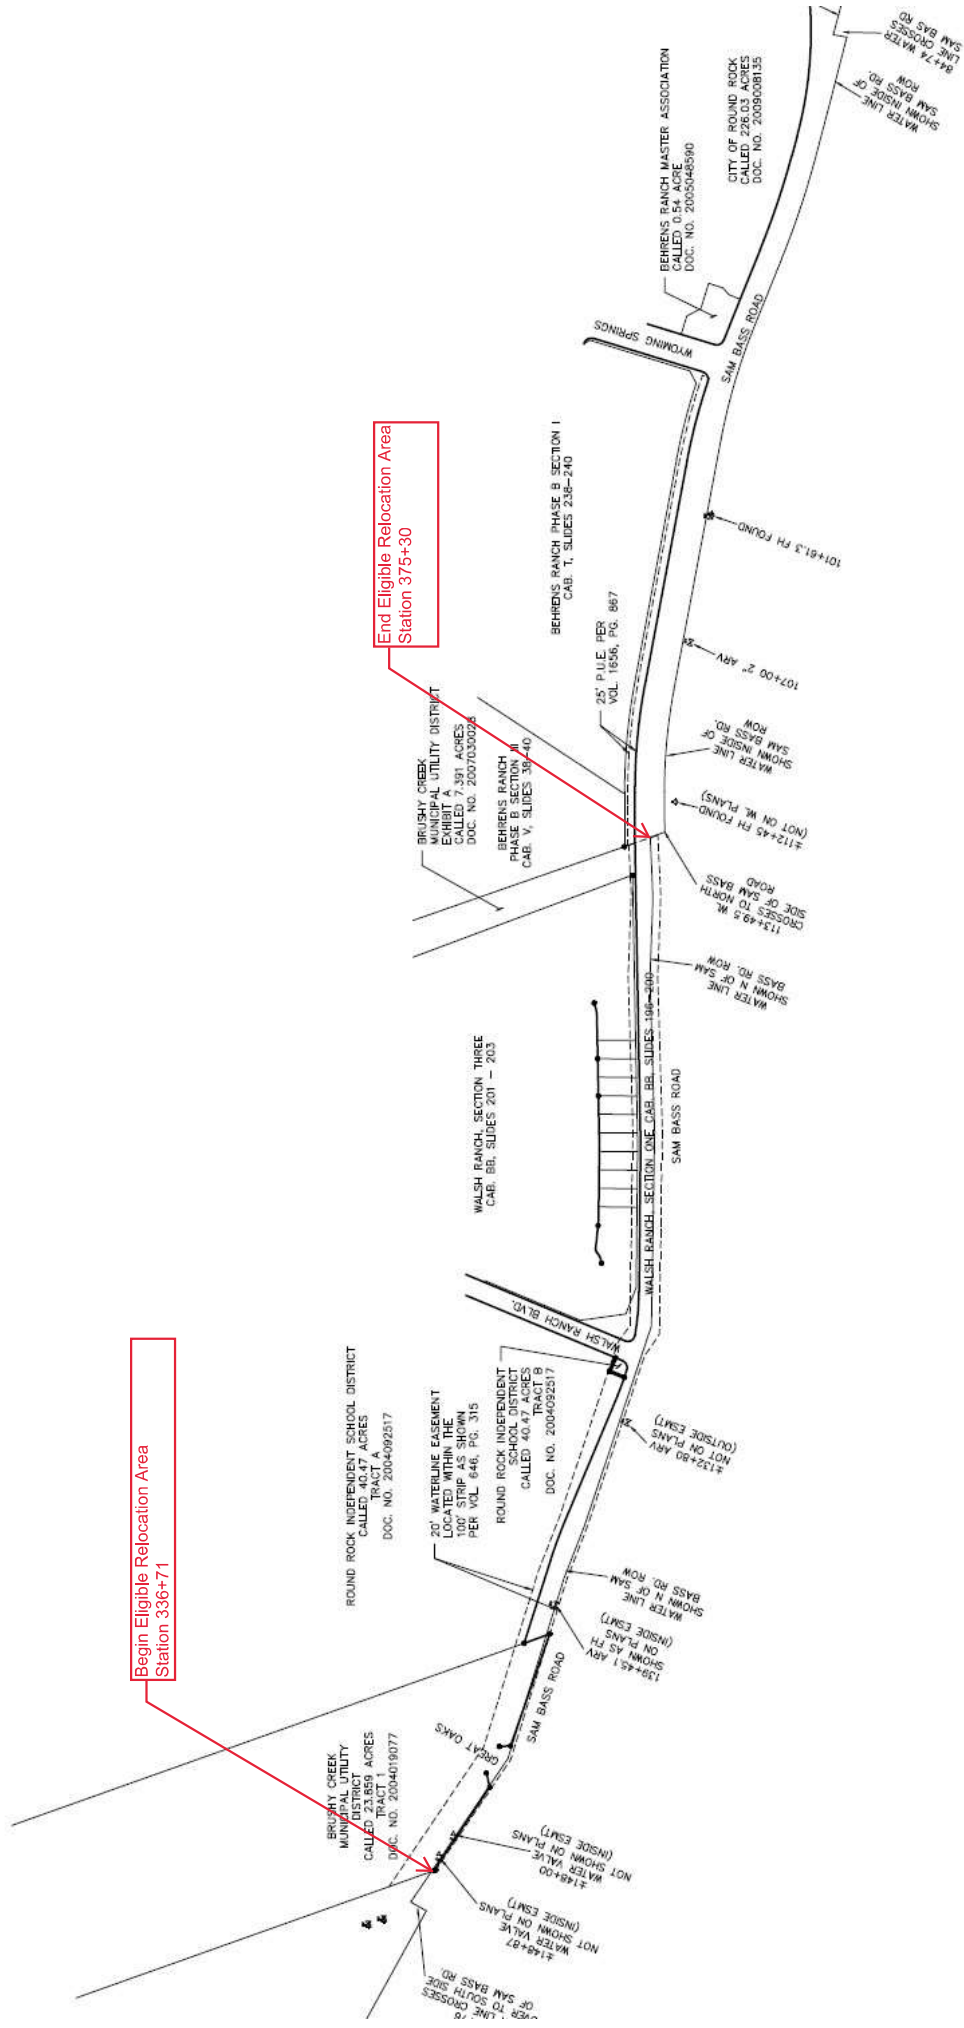 84+74 WATER
LINE CROSSES
SAM BAS RD
WATER LINE
SHOWN INSIDE OF
SAM BASS RD.
ROW
CITY OF ROUND ROCK
CALLED 226.03 ACRES
DOC. NO. 2009008135
BEHRENS RANCH MASTER ASSOCIATION
CALLED 0.54 ACRE
DOC. NO. 2005048590
WYOMING SPRINGS
SAM BASS ROAD
End Eligible Relocation Area
Station 375+30
BEHRENS RANCH PHASE B SECTION I
CAB. T, SLIDES 238-240
101+61.3 FH FOUND
25' P.U.E. PER
VOL. 1656, PG. 867
107+00 2" ARV
BRUSHY CREEK
MUNICIPAL UTILITY DISTRICT
EXHIBIT A
CALLED 7.391 ACRES
DOC. NO. 2007030028
BEHRENS RANCH
PHASE B SECTION III
CAB. V, SLIDES 38-40
WATER LINE
SHOWN INSIDE OF
SAM BASS RD.
ROW
±112+45 FH FOUND
(NOT ON WL PLANS)
113+49.5 WL
CROSSES TO NORTH
SIDE OF SAM BASS
ROAD
WATER LINE
SHOWN N OF SAM
BASS RD. ROW
WALSH RANCH, SECTION THREE
CAB. BB, SLIDES 201 - 203
WALSH RANCH, SECTION ONE CAB. BB, SLIDES 196-200
SAM BASS ROAD
WALSH RANCH BLVD.
Begin Eligible Relocation Area
Station 336+71
ROUND ROCK INDEPENDENT SCHOOL DISTRICT
CALLED 40.47 ACRES
TRACT A
DOC. NO. 2004092517
20' WATERLINE EASEMENT
LOCATED WITHIN THE
100' STRIP AS SHOWN
PER VOL. 646, PG. 315
ROUND ROCK INDEPENDENT
SCHOOL DISTRICT
CALLED 40.47 ACRES
TRACT B
DOC. NO. 2004092517
±132+80 ARV
NOT ON PLANS
(OUTSIDE ESMT)
WATER LINE
SHOWN N OF SAM
BASS RD. ROW
139+45.1 ARV
SHOWN AS FH
ON PLANS
(INSIDE ESMT)
SAM BASS ROAD
GREAT OAKS
BRUSHY CREEK
MUNICIPAL UTILITY
DISTRICT
CALLED 23.859 ACRES
TRACT 1
DOC. NO. 2004019077
±148+00
WATER VALVE
NOT SHOWN ON PLANS
(INSIDE ESMT)
±148+87
WATER VALVE
NOT SHOWN ON PLANS
(INSIDE ESMT)
LINE CROSSES
OVER TO SOUTH SIDE
OF SAM BASS RD.